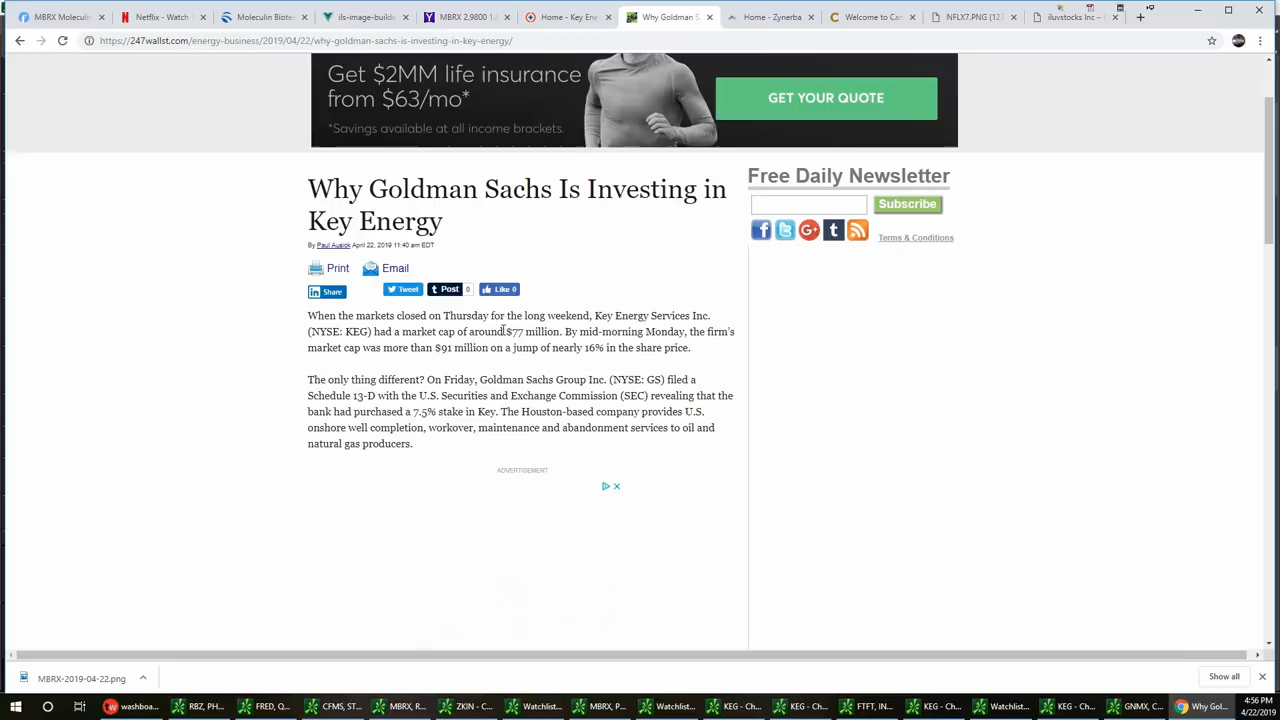 MBRX Moleculin
Netflix - Watch
Moleculin Biotec
ils-image-builde
MBRX 2.9800 1.
Home - Key Ene
Why Goldman S
Home - Zynerba
Welcome to Ca
NFLX7.PNG (12
iluvstocks Inc -
https://247wallst.com/energy-business/2019/04/22/why-goldman-sachs-is-investing-in-key-energy/
Get $2MM life insurance
from $63/mo*
*Savings available at all income brackets.
GET YOUR QUOTE
Why Goldman Sachs Is Investing in
Key Energy
By Paul Ausick April 22, 2019 11:40 am EDT
Print Email
Share Tweet Post 0 Like 0
When the markets closed on Thursday for the long weekend, Key Energy Services Inc.
(NYSE: KEG) had a market cap of around $77 million. By mid-morning Monday, the firm's
market cap was more than $91 million on a jump of nearly 16% in the share price.
The only thing different? On Friday, Goldman Sachs Group Inc. (NYSE: GS) filed a
Schedule 13-D with the U.S. Securities and Exchange Commission (SEC) revealing that the
bank had purchased a 7.5% stake in Key. The Houston-based company provides U.S.
onshore well completion, workover, maintenance and abandonment services to oil and
natural gas producers.
ADVERTISEMENT
Free Daily Newsletter
Subscribe
Terms & Conditions
MBRX-2019-04-22.png
Show all
washboa...
RBZ, PH...
FRED, Q...
CFMS, ST...
MBRX, R...
ZKIN - C...
Watchlist...
MBRX, P...
Watchlist...
KEG - Ch...
KEG - Ch...
FTFT, IN...
KEG - Ch...
Watchlist...
KEG - Ch...
GNMX, C...
Why Gol...
4:56 PM
4/22/2019